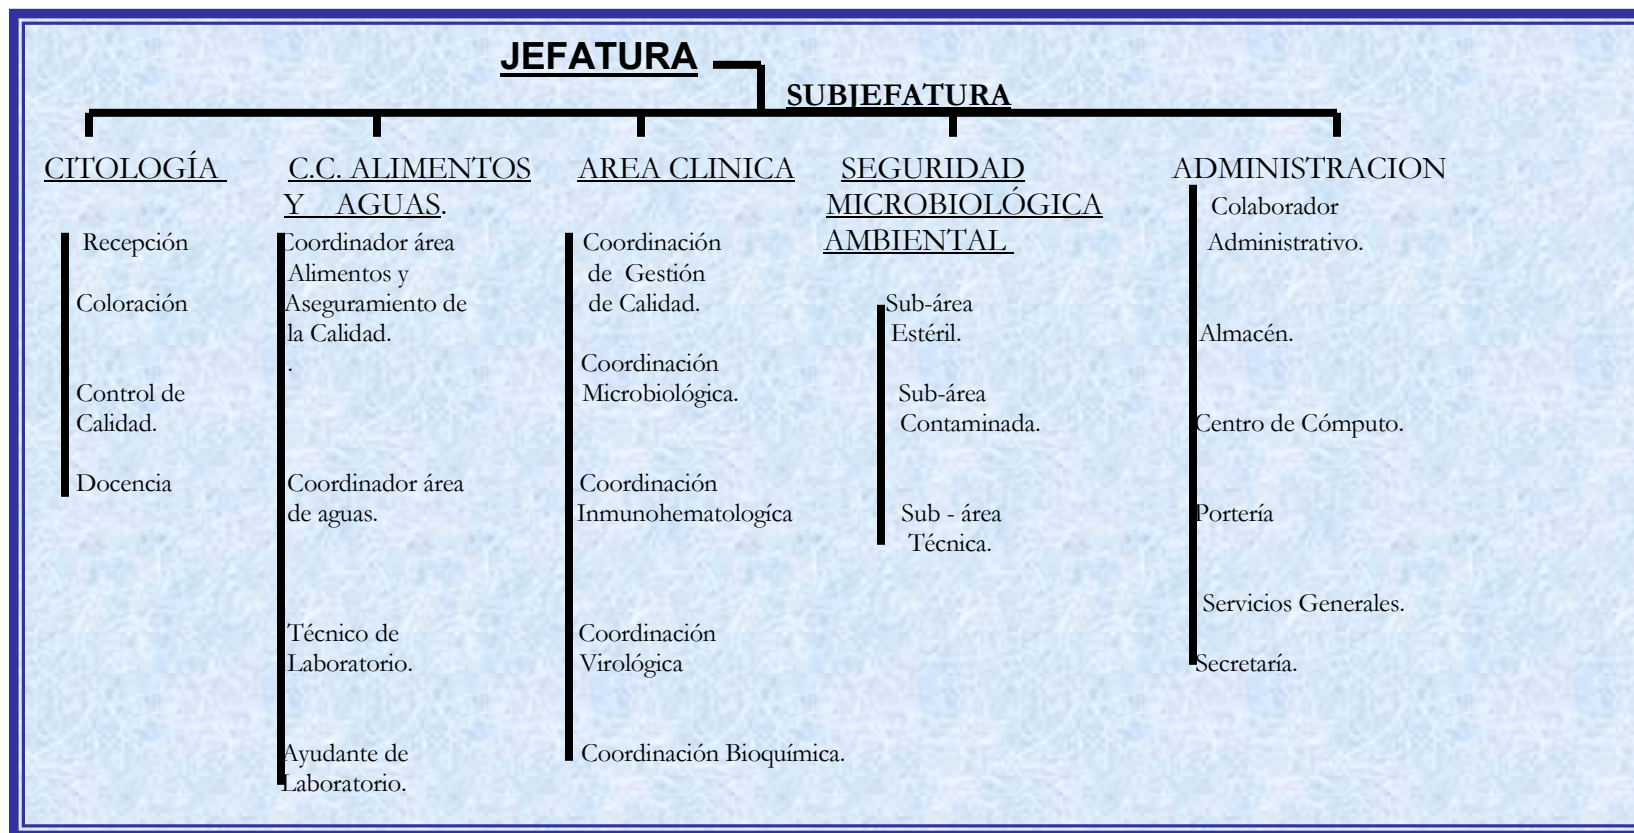 JEFATURA
SUBJEFATURA
CITOLOGÍA
Recepción
Coloración
Control de
Calidad.
Docencia
C.C. ALIMENTOS
Y AGUAS.
Coordinador área
Alimentos y
Aseguramiento de
la Calidad.
.
Coordinador área
de aguas.
Técnico de
Laboratorio.
Ayudante de
Laboratorio.
AREA CLINICA
Coordinación
de Gestión
de Calidad.
Coordinación
Microbiológica.
Coordinación
Inmunohematologíca
Coordinación
Virológica
Coordinación Bioquímica.
SEGURIDAD
MICROBIOLÓGICA
AMBIENTAL
Sub-área
Estéril.
Sub-área
Contaminada.
Sub - área
Técnica.
ADMINISTRACION
Colaborador
Administrativo.
Almacén.
Centro de Cómputo.
Portería
Servicios Generales.
Secretaría.